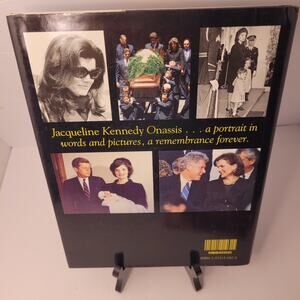 Jacqueline Kennedy Onassis . . . a portrait in
words and pictures, a remembrance forever.